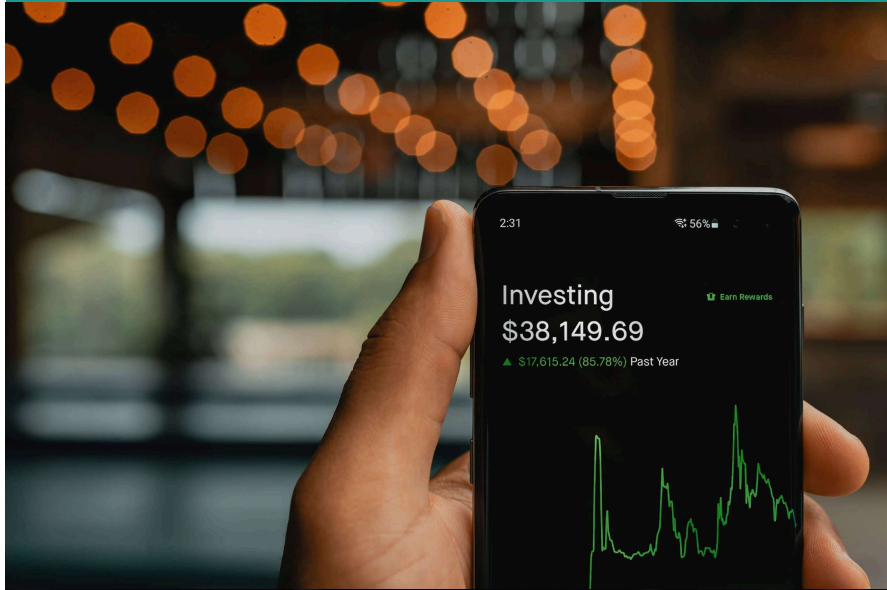 2:31 56%
Investing
Earn Rewards
$38,149.69
▲ $17,615.24 (85.78%) Past Year